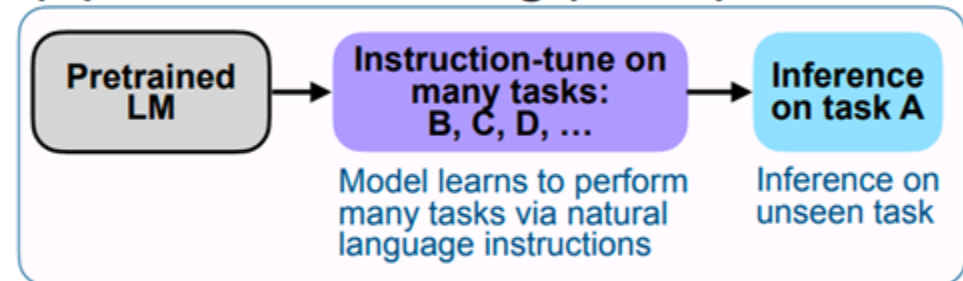 Pretrained
LM
Instruction-tune on
many tasks:
B, C, D, …
Inference
on task A
Model learns to perform
many tasks via natural
language instructions
Inference on
unseen task